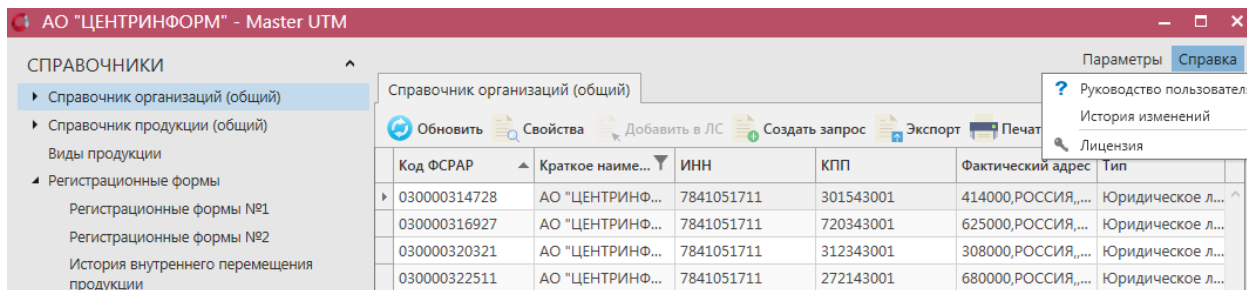 АО "ЦЕНТРИНФОРМ" - Master UTM
Параметры Справка
СПРАВОЧНИКИ
Справочник организаций (общий)
Справочник продукции (общий)
Виды продукции
Регистрационные формы
Регистрационные формы №1
Регистрационные формы №2
История внутреннего перемещения
продукции
Справочник организаций (общий)
? Руководство пользовател
История изменений
Лицензия
Обновить Свойства Добавить в ЛС Создать запрос Экспорт Печат
Код ФСРАР Краткое наиме... ИНН КПП Фактический адрес Тип
030000314728 АО "ЦЕНТРИНФ... 7841051711 301543001 414000,РОССИЯ,,... Юридическое л...
030000316927 АО "ЦЕНТРИНФ... 7841051711 720343001 625000,РОССИЯ,... Юридическое л...
030000320321 АО "ЦЕНТРИНФ... 7841051711 312343001 308000,РОССИЯ,,... Юридическое л...
030000322511 АО "ЦЕНТРИНФ... 7841051711 272143001 680000,РОССИЯ,,... Юридическое л...